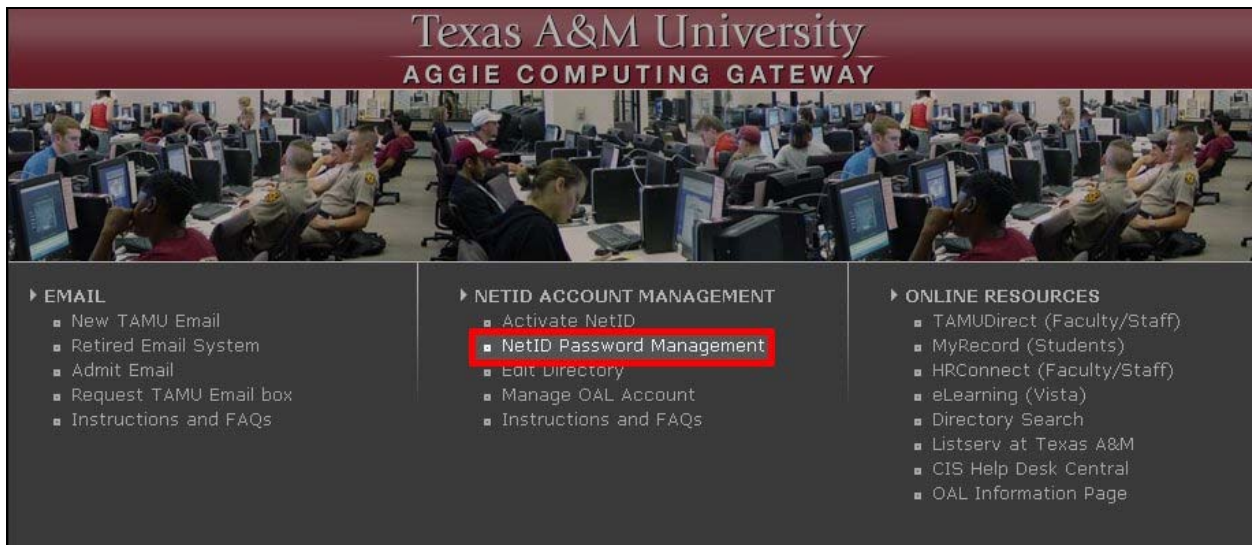 Texas A&M University
AGGIE COMPUTING GATEWAY
EMAIL
New TAMU Email
Retired Email System
Admit Email
Request TAMU Email box
Instructions and FAQs
NETID ACCOUNT MANAGEMENT
Activate NetID
NetID Password Management
Edit Directory
Manage OAL Account
Instructions and FAQs
ONLINE RESOURCES
TAMUDirect (Faculty/Staff)
MyRecord (Students)
HRConnect (Faculty/Staff)
eLearning (Vista)
Directory Search
Listserv at Texas A&M
CIS Help Desk Central
OAL Information Page